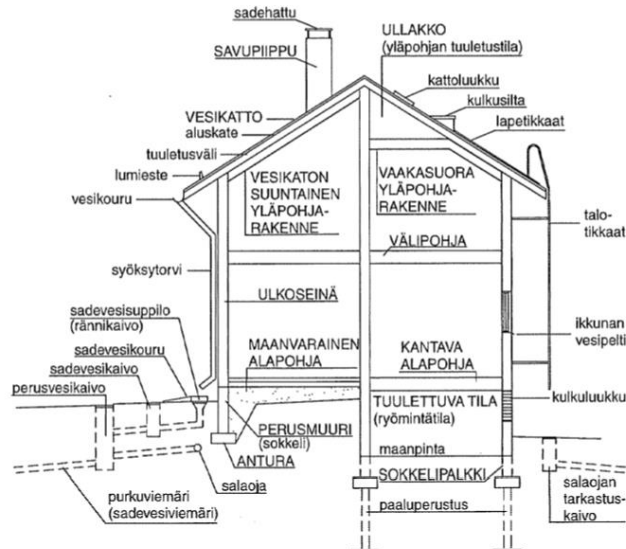 sadehattu
SAVUPIIPPU
ULLAKKO
(yläpohjan tuuletustila)
kattoluukku
kulkusilta
lapetikkaat
VESIKATTO
aluskate
tuuletusväli
lumieste
vesikouru
VESIKATON
SUUNTAINEN
YLÄPOHJA-
RAKENNE
VAAKASUORA
YLÄPOHJA-
RAKENNE
talo-
tikkaat
VÄLIPOHJA
syöksytorvi
ULKOSEINÄ
sadevesisuppilo
(rännikaivo)
ikkunan
vesipelti
sadevesikouru
sadevesikaivo
perusvesikaivo
MAANVARAINEN
ALAPOHJA
KANTAVA
ALAPOHJA
TUULETTUVA TILA
(ryömintätila)
kulkuluukku
PERUSMUURI
(sokkeli)
ANTURA
maanpinta
SOKKELIPALKKI
salaoja
purkuviemäri
(sadevesiviemäri)
paaluperustus
salaojan
tarkastus-
kaivo